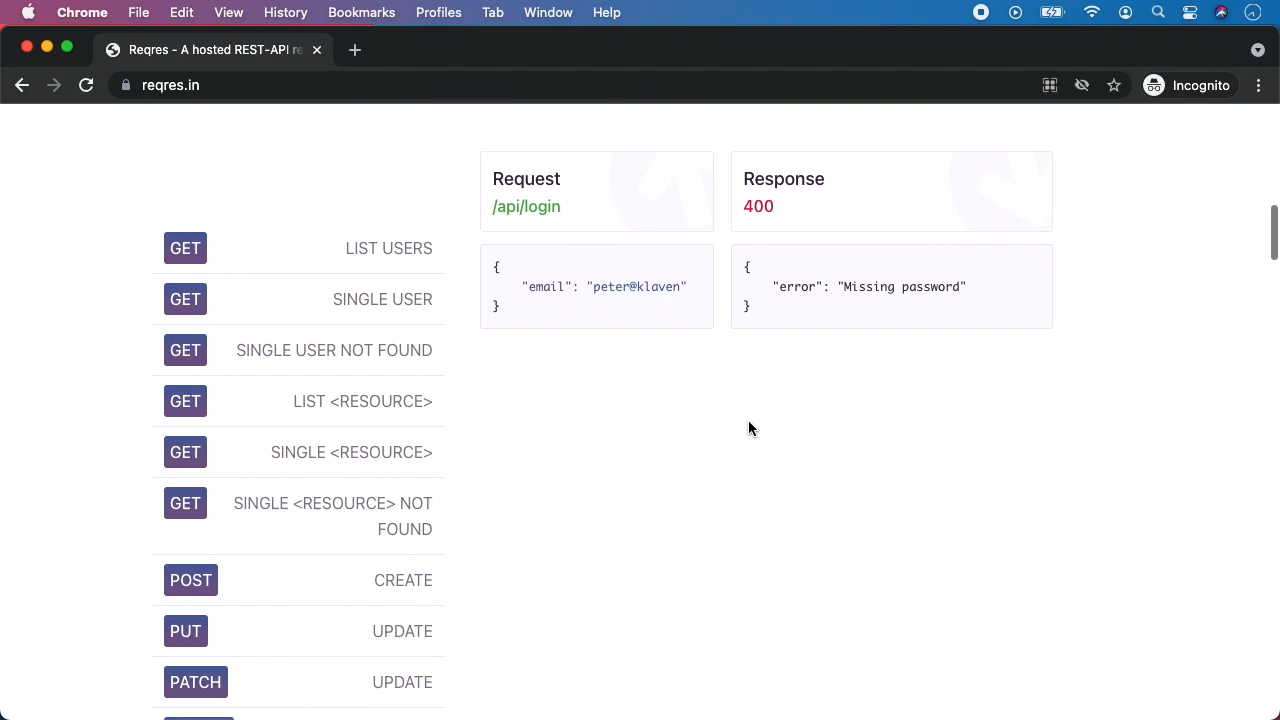 Chrome File Edit View History Bookmarks Profiles Tab Window Help
Reqres - A hosted REST-API re
reqres.in
Incognito
Request
/api/login
Response
400
{
"email": "peter@klaven"
}
{
"error": "Missing password"
}
GET LIST USERS
GET SINGLE USER
GET SINGLE USER NOT FOUND
GET LIST <RESOURCE>
GET SINGLE <RESOURCE>
GET SINGLE <RESOURCE> NOT
FOUND
POST CREATE
PUT UPDATE
PATCH UPDATE